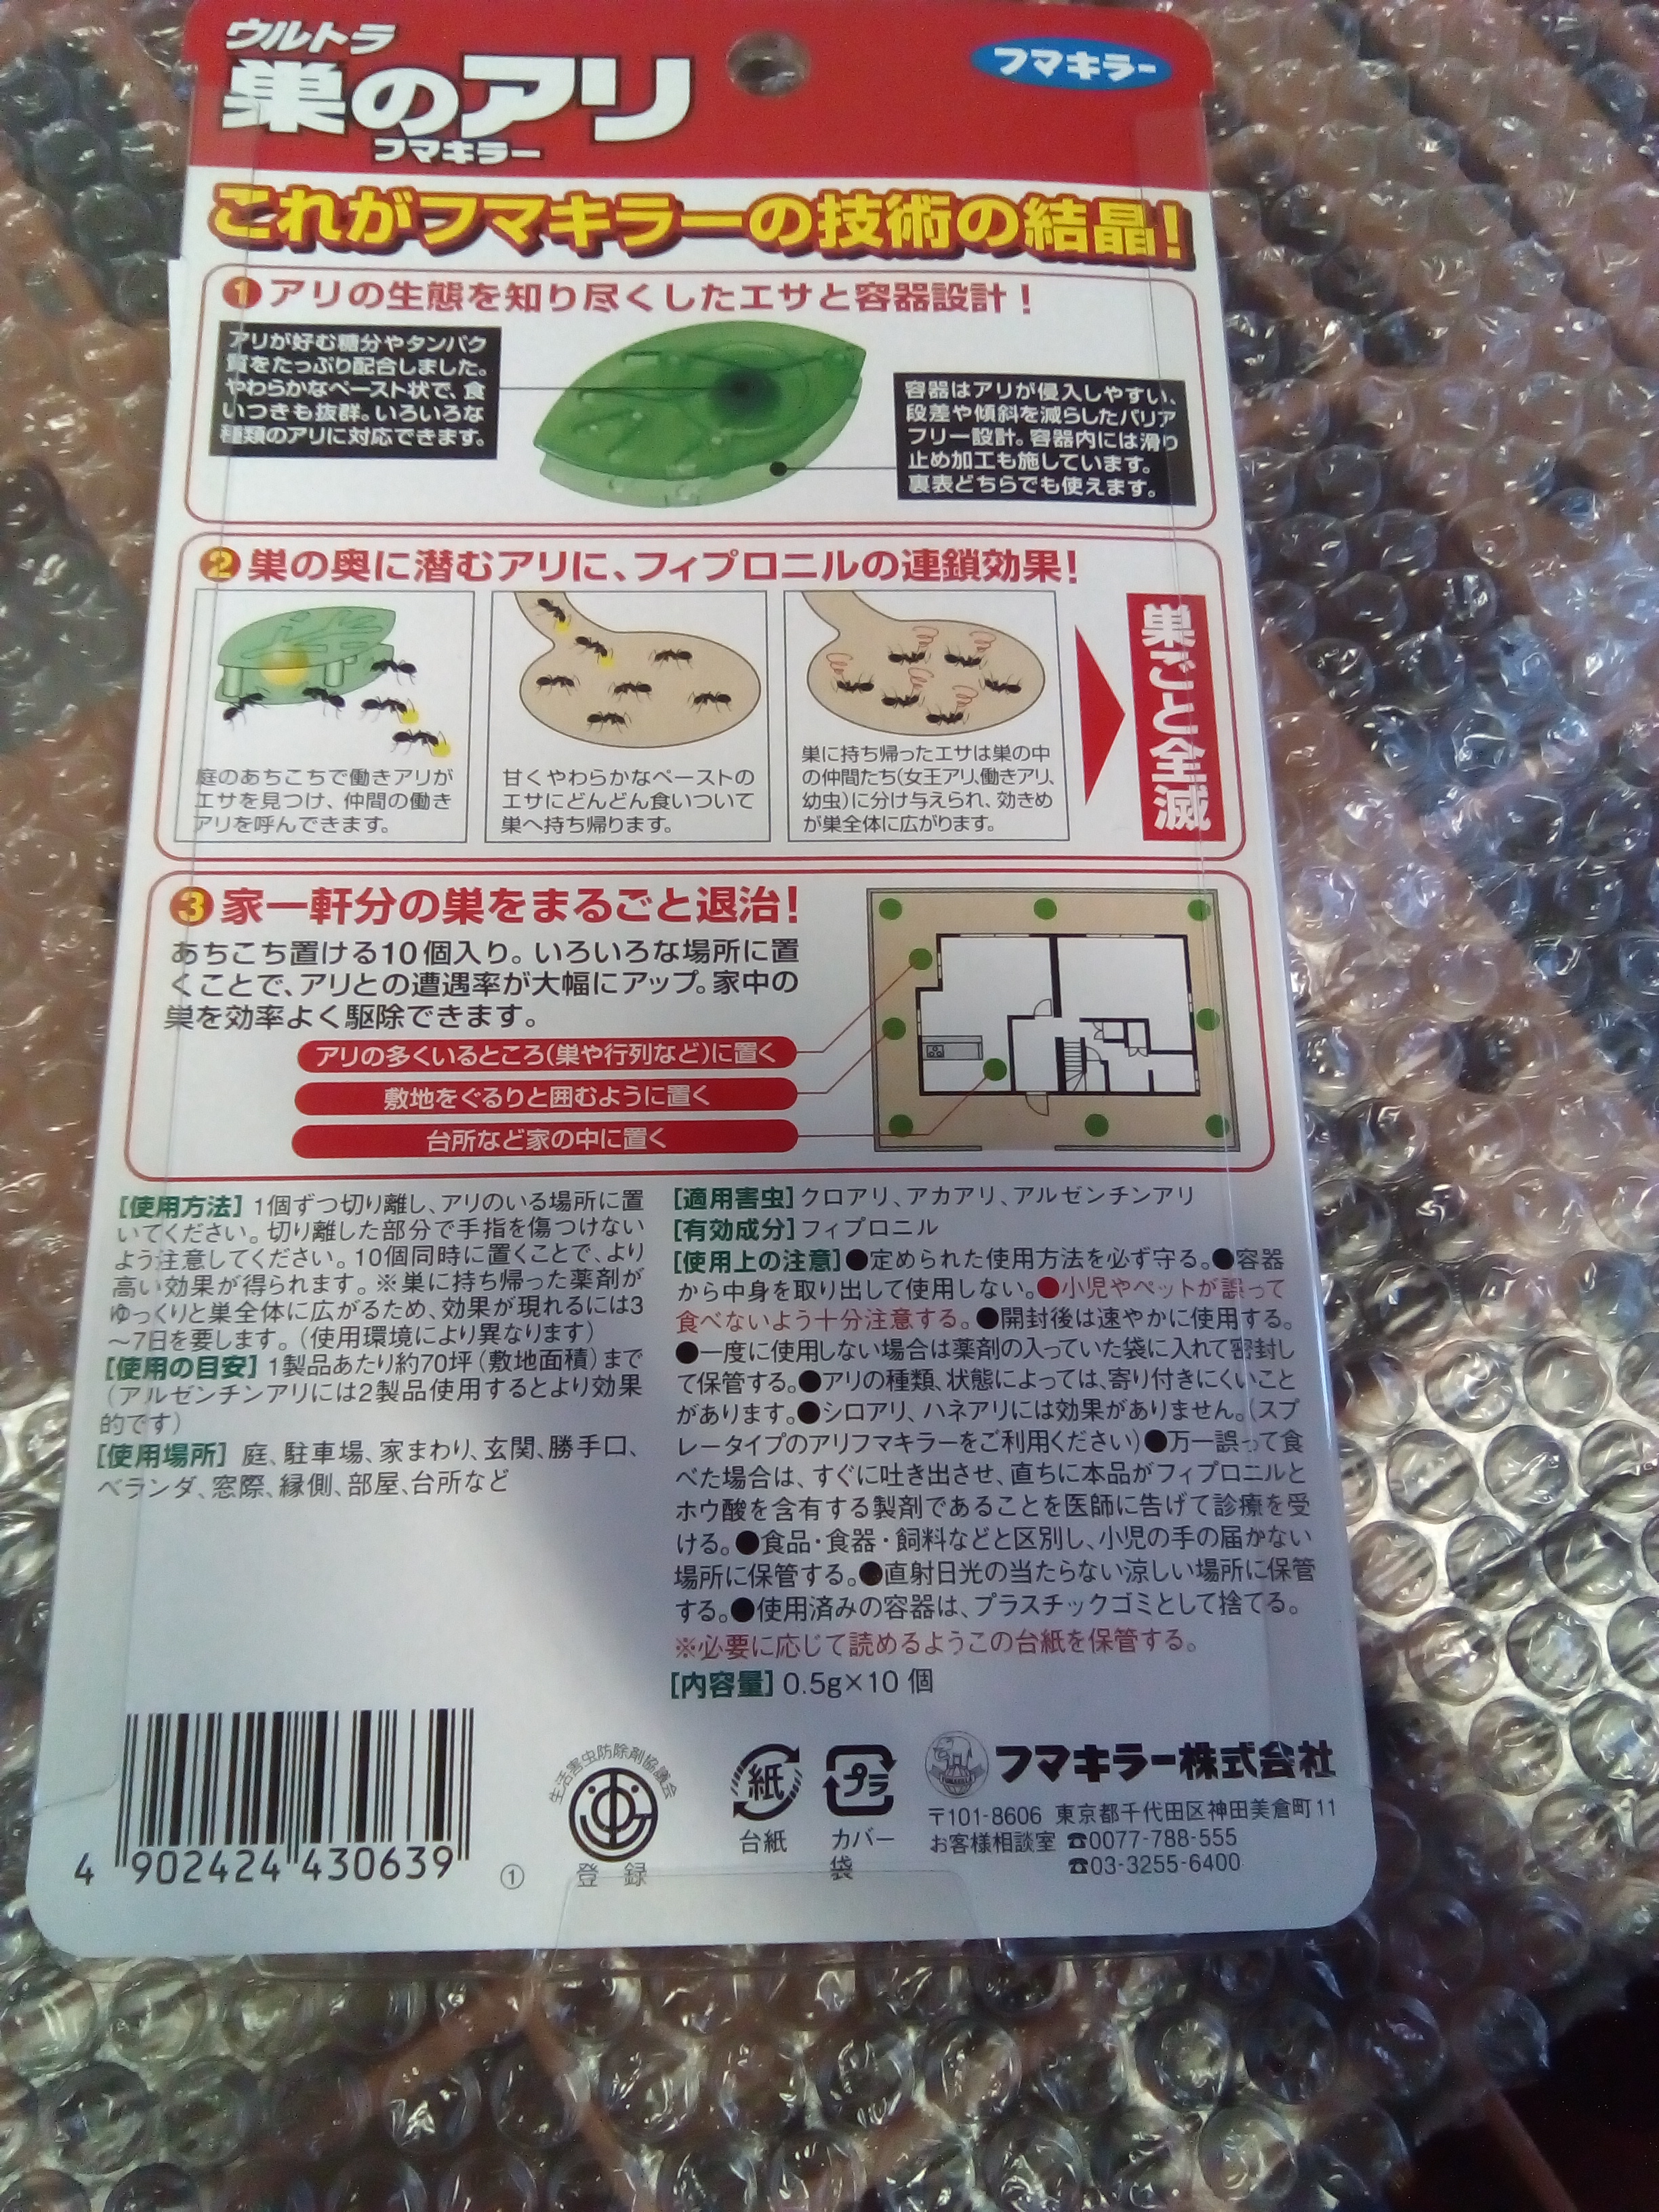 ウルトラ
巣のアリ
フマキラー
フマキラー
これがフマキラーの技術の結晶!
1 アリの生態を知り尽くしたエサと容器設計!
アリが好む糖分やタンパク
質をたっぷり配合しました。
やわらかなペースト状で、食
いつきも抜群。いろいろな
種類のアリに対応できます。
容器はアリが侵入しやすい、
段差や傾斜を減らしたバリア
フリー設計。容器内には滑り
止め加工も施しています。
裏表どちらでも使えます。
2 巣の奥に潜むアリに、フィプロニルの連鎖効果!
庭のあちこちで働きアリが
エサを見つけ、仲間の働き
アリを呼んできます。
甘くやわらかなペーストの
エサにどんどん食いついて
巣へ持ち帰ります。
巣に持ち帰ったエサは巣の中
の仲間たち(女王アリ、働きアリ、
幼虫)に分け与えられ、効きめ
が巣全体に広がります。
巣ごと全滅
3 家一軒分の巣をまるごと退治!
あちこち置ける10個入り。いろいろな場所に置
くことで、アリとの遭遇率が大幅にアップ。家中の
巣を効率よく駆除できます。
アリの多くいるところ(巣や行列など)に置く
敷地をぐるりと囲むように置く
台所など家の中に置く
[使用方法] 1個ずつ切り離し、アリのいる場所に置
いてください。切り離した部分で手指を傷つけない
よう注意してください。10個同時に置くことで、より
高い効果が得られます。※巣に持ち帰った薬剤が
ゆっくりと巣全体に広がるため、効果が現れるには3
～7日を要します。(使用環境により異なります)
[使用の目安] 1製品あたり約70坪(敷地面積)まで
(アルゼンチンアリには2製品使用するとより効果
的です)
[使用場所] 庭、駐車場、家まわり、玄関、勝手口、
ベランダ、窓際、縁側、部屋、台所など
[適用害虫] クロアリ、アカアリ、アルゼンチンアリ
[有効成分] フィプロニル
[使用上の注意] ●定められた使用方法を必ず守る。●容器
から中身を取り出して使用しない。●小児やペットが誤って
食べないよう十分注意する。●開封後は速やかに使用する。
●一度に使用しない場合は薬剤の入っていた袋に入れて密封し
て保管する。●アリの種類、状態によっては、寄り付きにくいこと
があります。●シロアリ、ハネアリには効果がありません。(スプ
レータイプのアリフマキラーをご利用ください)●万一誤って食
べた場合は、すぐに吐き出させ、直ちに本品がフィプロニルと
ホウ酸を含有する製剤であることを医師に告げて診療を受
ける。●食品・食器・飼料などと区別し、小児の手の届かない
場所に保管する。●直射日光の当たらない涼しい場所に保管
する。●使用済みの容器は、プラスチックゴミとして捨てる。
※必要に応じて読めるようこの台紙を保管する。
[内容量] 0.5g×10 個
4 902424 430639
①
生活害虫防除剤協議会
登 録
紙
台紙
プラ
カバー
袋
フマキラー株式会社
〒101-8606 東京都千代田区神田美倉町11
お客様相談室 ☎0077-788-555
☎03-3255-6400